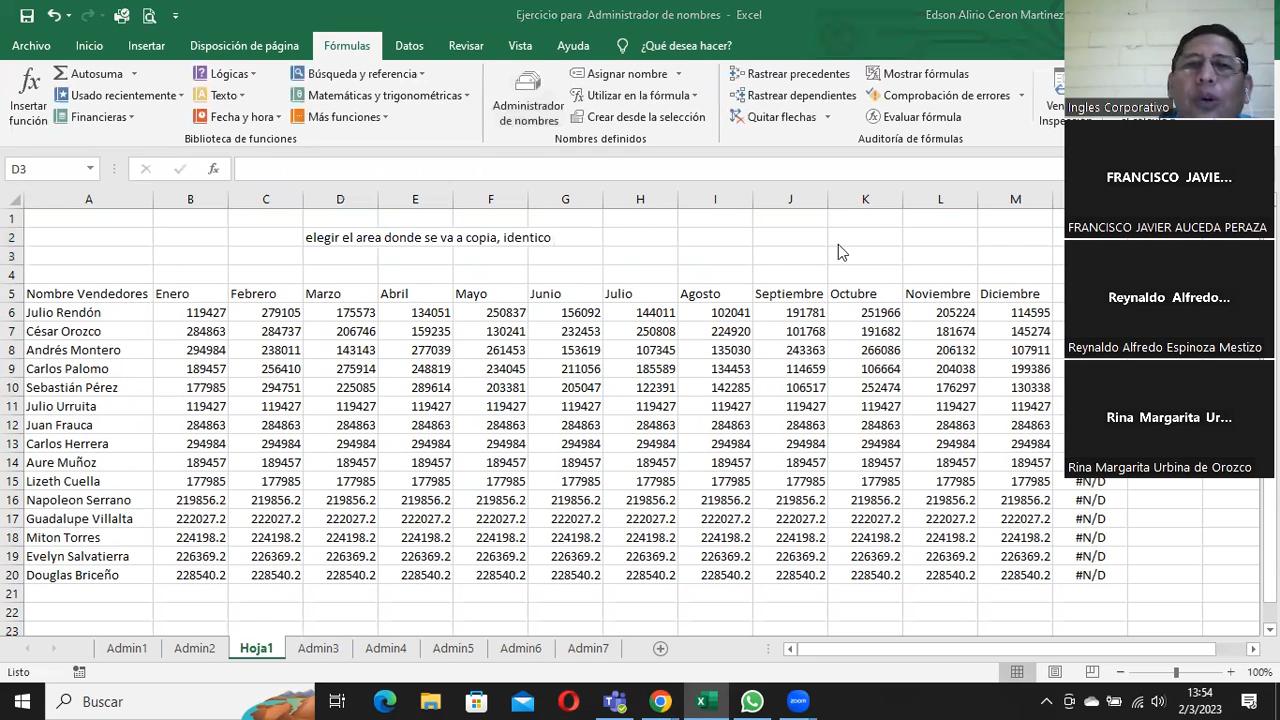 Ejercicio para Administrador de nombres - Excel
Edson Alirio Ceron Martinez
Archivo Inicio Insertar Disposición de página Fórmulas Datos Revisar Vista Ayuda ¿Qué desea hacer?
Insertar función
Autosuma
Usado recientemente
Financieras
Lógicas
Texto
Fecha y hora
Búsqueda y referencia
Matemáticas y trigonométricas
Más funciones
Biblioteca de funciones
Administrador de nombres
Asignar nombre
Utilizar en la fórmula
Crear desde la selección
Nombres definidos
Rastrear precedentes
Rastrear dependientes
Quitar flechas
Mostrar fórmulas
Comprobación de errores
Evaluar fórmula
Auditoría de fórmulas
D3 fx
A B C D E F G H I J K L M
1
2 elegir el area donde se va a copia, identico
3
4
5 Nombre Vendedores Enero Febrero Marzo Abril Mayo Junio Julio Agosto Septiembre Octubre Noviembre Diciembre
6 Julio Rendón 119427 279105 175573 134051 250837 156092 144011 102041 191781 251966 205224 114595
7 César Orozco 284863 284737 206746 159235 130241 232453 250808 224920 101768 191682 181674 145274
8 Andrés Montero 294984 238011 143143 277039 261453 153619 107345 135030 243363 266086 206132 107911
9 Carlos Palomo 189457 256410 275914 248819 234045 211056 185589 134453 114659 106664 204038 199386
10 Sebastián Pérez 177985 294751 225085 289614 203381 205047 122391 142285 106517 252474 176297 130338
11 Julio Urruita 119427 119427 119427 119427 119427 119427 119427 119427 119427 119427 119427 119427
12 Juan Frauca 284863 284863 284863 284863 284863 284863 284863 284863 284863 284863 284863 284863
13 Carlos Herrera 294984 294984 294984 294984 294984 294984 294984 294984 294984 294984 294984 294984
14 Aure Muñoz 189457 189457 189457 189457 189457 189457 189457 189457 189457 189457 189457 189457
15 Lizeth Cuella 177985 177985 177985 177985 177985 177985 177985 177985 177985 177985 177985 177985 #N/D
16 Napoleon Serrano 219856.2 219856.2 219856.2 219856.2 219856.2 219856.2 219856.2 219856.2 219856.2 219856.2 219856.2 219856.2 #N/D
17 Guadalupe Villalta 222027.2 222027.2 222027.2 222027.2 222027.2 222027.2 222027.2 222027.2 222027.2 222027.2 222027.2 222027.2 #N/D
18 Miton Torres 224198.2 224198.2 224198.2 224198.2 224198.2 224198.2 224198.2 224198.2 224198.2 224198.2 224198.2 224198.2 #N/D
19 Evelyn Salvatierra 226369.2 226369.2 226369.2 226369.2 226369.2 226369.2 226369.2 226369.2 226369.2 226369.2 226369.2 226369.2 #N/D
20 Douglas Briceño 228540.2 228540.2 228540.2 228540.2 228540.2 228540.2 228540.2 228540.2 228540.2 228540.2 228540.2 228540.2 #N/D
21
22
23
Admin1 Admin2 Hoja1 Admin3 Admin4 Admin5 Admin6 Admin7
Listo
100%
Buscar
13:54
2/3/2023
Ingles Corporativo
FRANCISCO JAVIE...
FRANCISCO JAVIER AUCEDA PERAZA
Reynaldo Alfredo...
Reynaldo Alfredo Espinoza Mestizo
Rina Margarita Ur...
Rina Margarita Urbina de Orozco